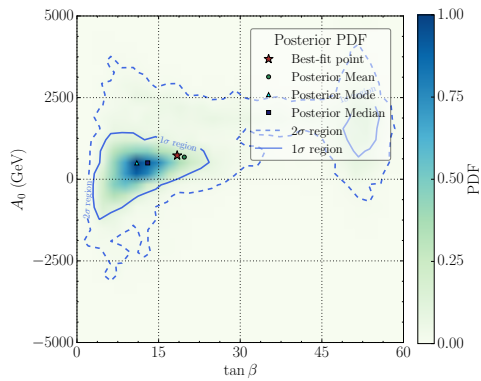 Posterior PDF
Best-fit point
Posterior Mean
Posterior Mode
Posterior Median
2σ region
1σ region
1σ region
2σ region
5000
2500
0
−2500
−5000
A₀ (GeV)
0
15
30
45
60
tan β
1.00
0.75
0.50
0.25
0.00
PDF